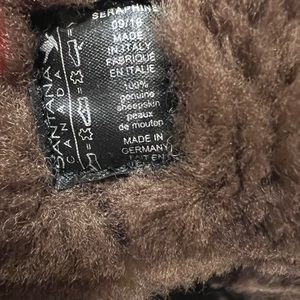 SERAPHINE
09/16
MADE
IN ITALY
FABRIQUÉ
EN ITALIE
100%
genuine
sheepskin
peaux
de mouton
MADE IN
GERMANY
SANTANA
CANADA